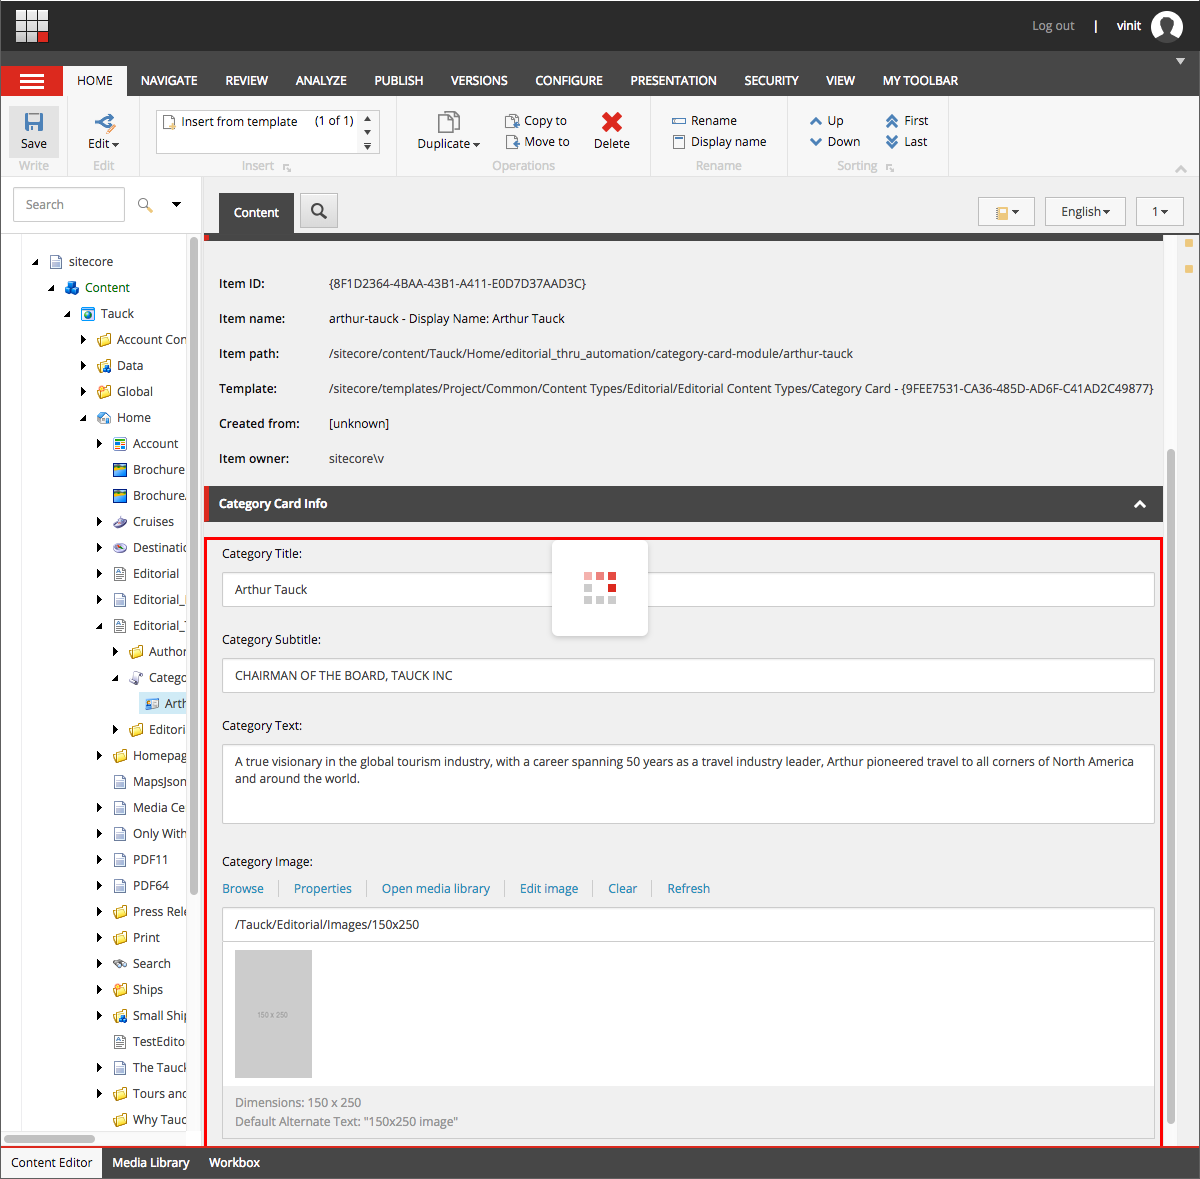 Log out | vinit
HOME NAVIGATE REVIEW ANALYZE PUBLISH VERSIONS CONFIGURE PRESENTATION SECURITY VIEW MY TOOLBAR
Save
Write
Edit
Edit
Insert from template (1 of 1)
Insert
Duplicate
Copy to
Move to
Delete
Operations
Rename
Display name
Rename
Up
Down
First
Last
Sorting
Search
Content
English
1
sitecore
Content
Tauck
Account Con
Data
Global
Home
Account
Brochure
Brochure
Cruises
Destinatio
Editorial
Editorial_
Editorial_
Author
Catego
Arth
Editori
Homepag
MapsJson
Media Ce
Only With
PDF11
PDF64
Press Rele
Print
Search
Ships
Small Ship
TestEdito
The Tauck
Tours and
Why Tauc
Item ID: {8F1D2364-4BAA-43B1-A411-E0D7D37AAD3C}
Item name: arthur-tauck - Display Name: Arthur Tauck
Item path: /sitecore/content/Tauck/Home/editorial_thru_automation/category-card-module/arthur-tauck
Template: /sitecore/templates/Project/Common/Content Types/Editorial/Editorial Content Types/Category Card - {9FEE7531-CA36-485D-AD6F-C41AD2C49877}
Created from: [unknown]
Item owner: sitecore\v
Category Card Info
Category Title:
Arthur Tauck
Category Subtitle:
CHAIRMAN OF THE BOARD, TAUCK INC
Category Text:
A true visionary in the global tourism industry, with a career spanning 50 years as a travel industry leader, Arthur pioneered travel to all corners of North America
and around the world.
Category Image:
Browse Properties Open media library Edit image Clear Refresh
/Tauck/Editorial/Images/150x250
150 x 250
Dimensions: 150 x 250
Default Alternate Text: "150x250 image"
Content Editor Media Library Workbox